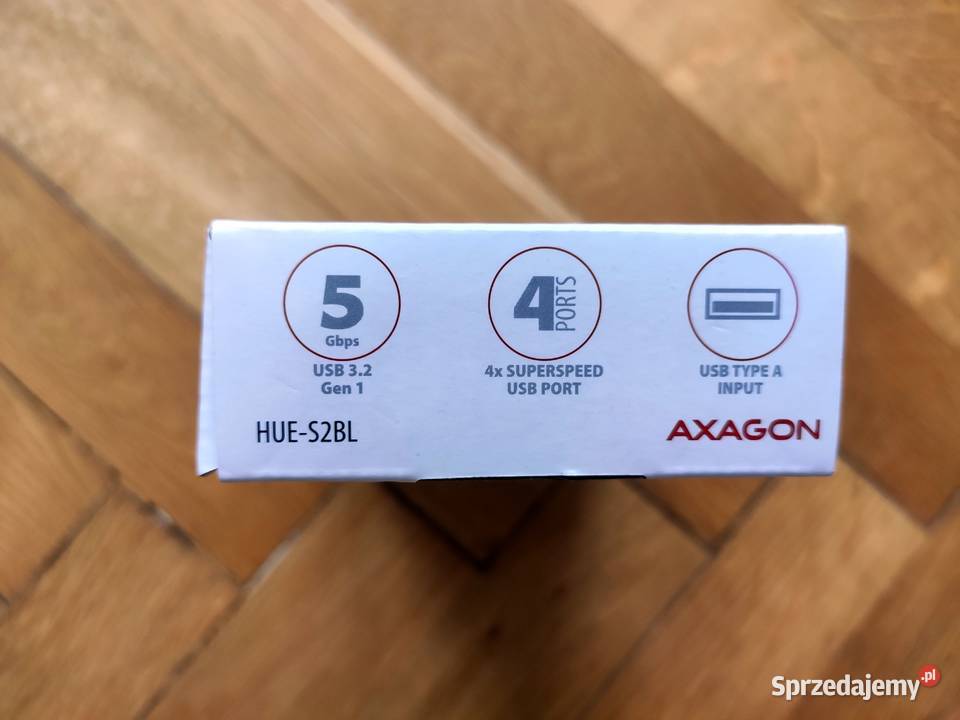 5
Gbps
USB 3.2
Gen 1
4 PORTS
4x SUPERSPEED
USB PORT
USB TYPE A
INPUT
HUE-S2BL
AXAGON
Sprzedajemy.pl